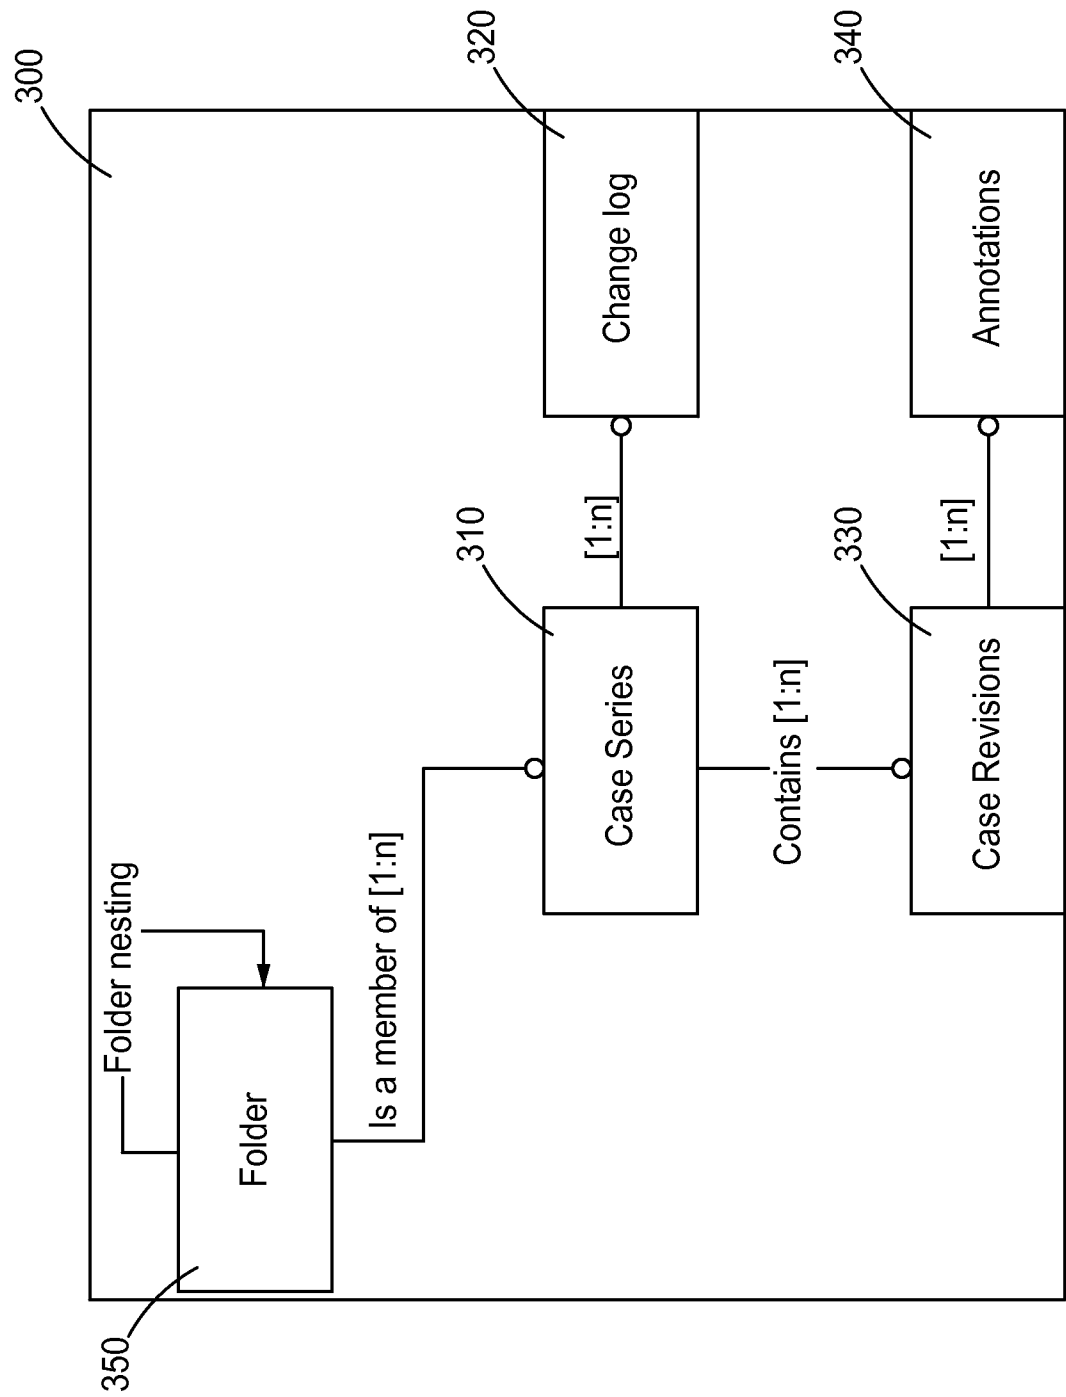 300
350
Folder nesting
Folder
Is a member of [1:n]
310
320
Case Series
[1:n]
Change log
Contains [1:n]
330
340
Case Revisions
[1:n]
Annotations